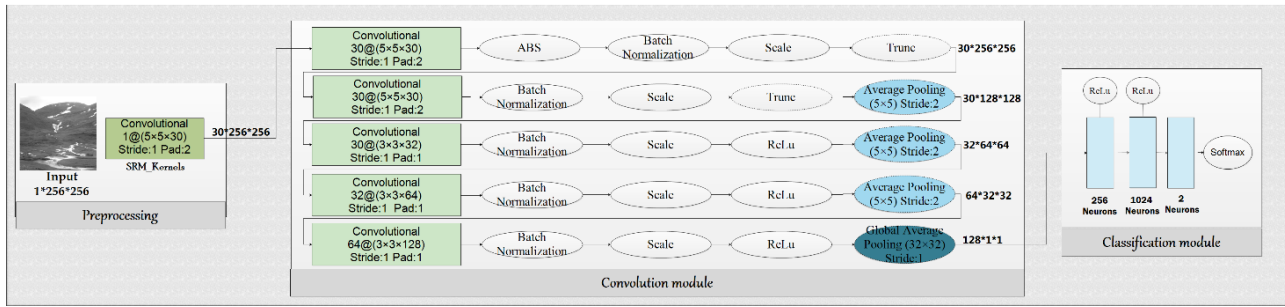 Input
1*256*256
Convolutional
1@(5×5×30)
Stride:1 Pad:2
SRM_Kernels
30*256*256
Preprocessing
Convolutional
30@(5×5×30)
Stride:1 Pad:2
ABS
Batch
Normalization
Scale
Trunc
30*256*256
Convolutional
30@(5×5×30)
Stride:1 Pad:2
Batch
Normalization
Scale
Trunc
Average Pooling
(5×5) Stride:2
30*128*128
Convolutional
30@(3×3×32)
Stride:1 Pad:1
Batch
Normalization
Scale
ReLu
Average Pooling
(5×5) Stride:2
32*64*64
Convolutional
32@(3×3×64)
Stride:1 Pad:1
Batch
Normalization
Scale
ReLu
Average Pooling
(5×5) Stride:2
64*32*32
Convolutional
64@(3×3×128)
Stride:1 Pad:1
Batch
Normalization
Scale
ReLu
Global Average
Pooling (32×32)
Stride:1
128*1*1
Convolution module
ReLu
ReLu
Softmax
256
Neurons
1024
Neurons
2
Neurons
Classification module